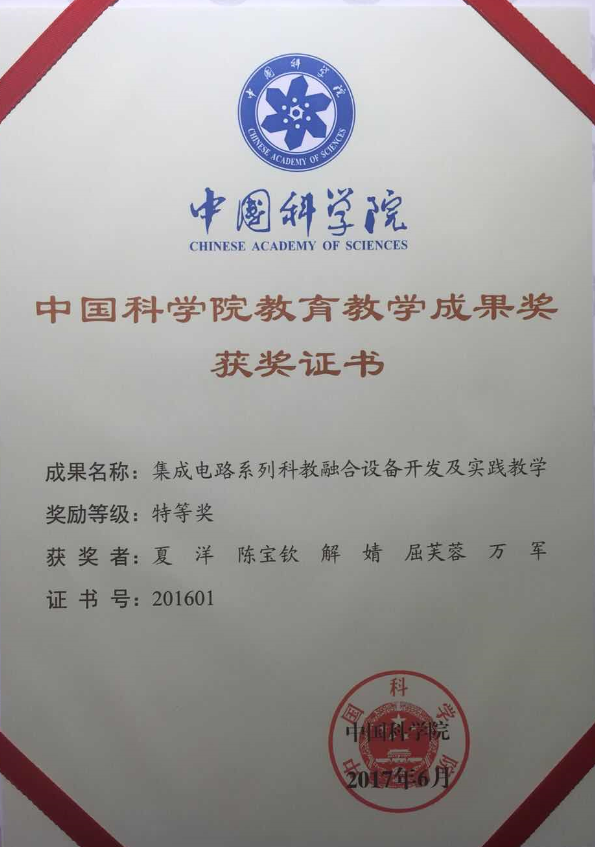 中国科学院
CHINESE ACADEMY OF SCIENCES
中国科学院
CHINESE ACADEMY OF SCIENCES
中国科学院教育教学成果奖
获奖证书
成果名称：集成电路系列科教融合设备开发及实践教学
奖励等级：特等奖
获奖者：夏洋 陈宝钦 解婧 屈芙蓉 万军
证书号：201601
中国科学院
中国科学院
2017年6月